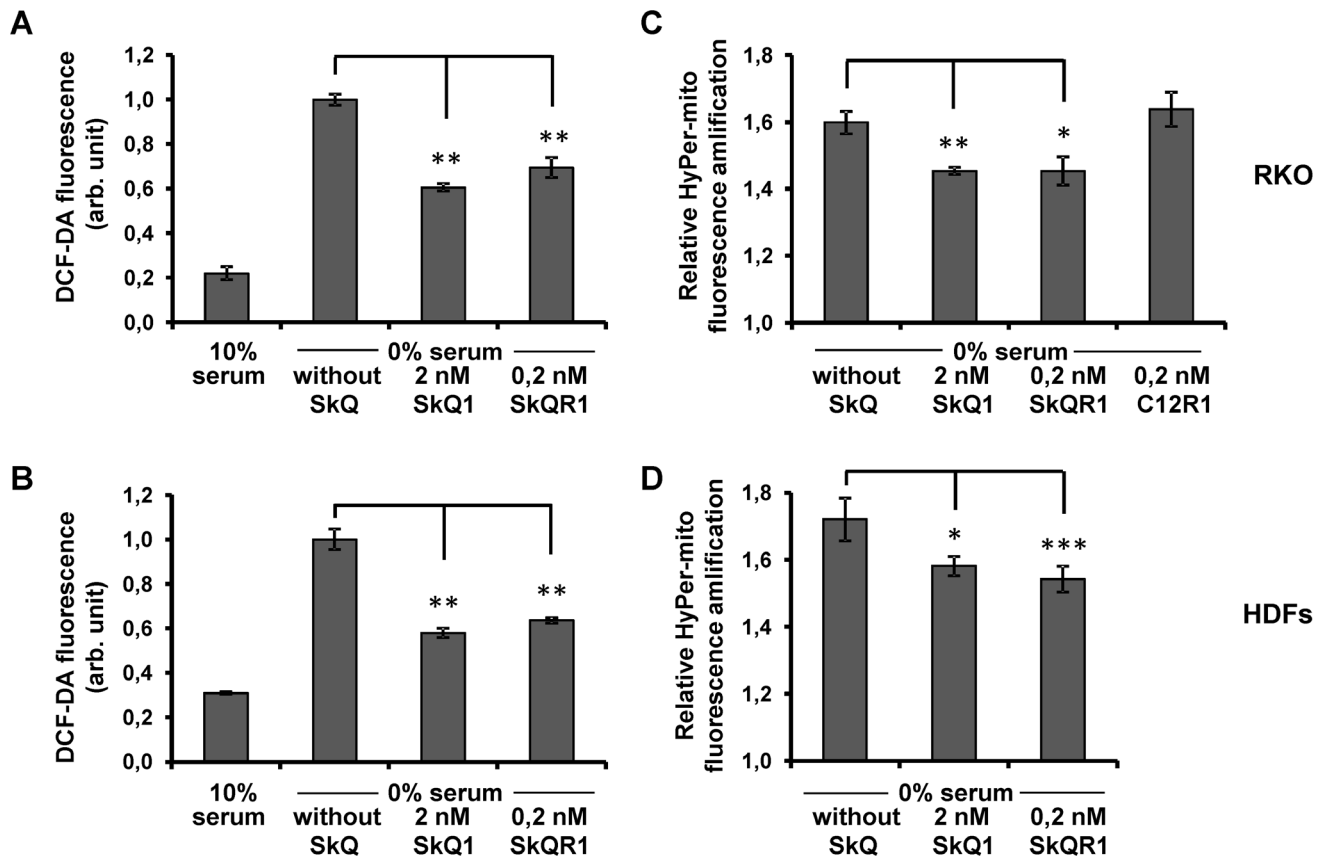 A
DCF-DA fluorescence
(arb. unit)
1,2
1,0
0,8
0,6
0,4
0,2
0,0
**
**
10%
serum
0% serum
without
SkQ
2 nM
SkQ1
0,2 nM
SkQR1
C
Relative HyPer-mito
fluorescence amlification
1,8
1,6
1,4
1,2
1,0
**
*
0% serum
without
SkQ
2 nM
SkQ1
0,2 nM
SkQR1
0,2 nM
C12R1
RKO
B
DCF-DA fluorescence
(arb. unit)
1,2
1,0
0,8
0,6
0,4
0,2
0,0
**
**
10%
serum
0% serum
without
SkQ
2 nM
SkQ1
0,2 nM
SkQR1
D
Relative HyPer-mito
fluorescence amlification
1,8
1,6
1,4
1,2
1,0
*
***
0% serum
without
SkQ
2 nM
SkQ1
0,2 nM
SkQR1
HDFs